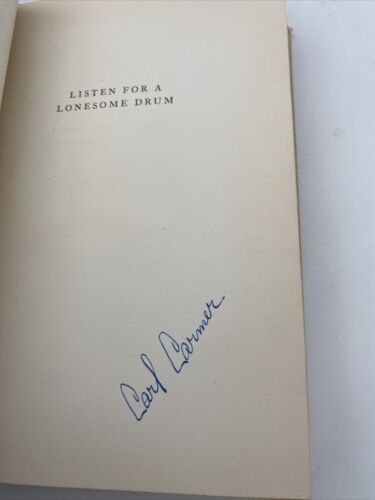 LISTEN FOR A
LONESOME DRUM
Carl Carmer